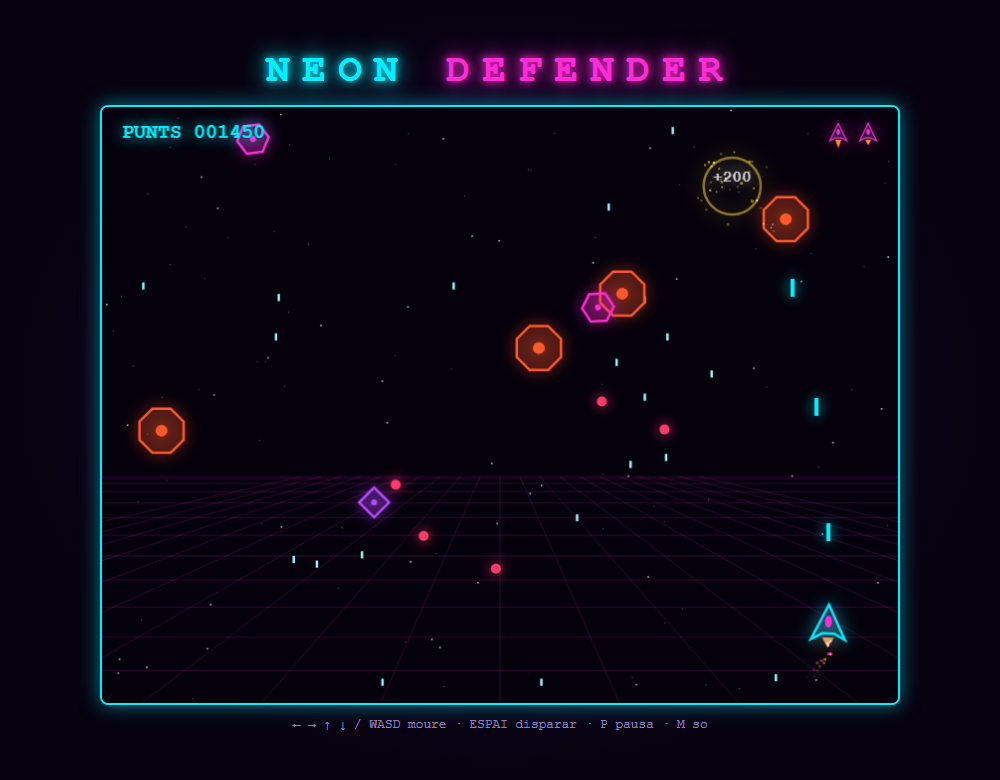 NEON DEFENDER
PUNTS 001450
+200
← → ↑ ↓ / WASD moure · ESPAI disparar · P pausa · M so